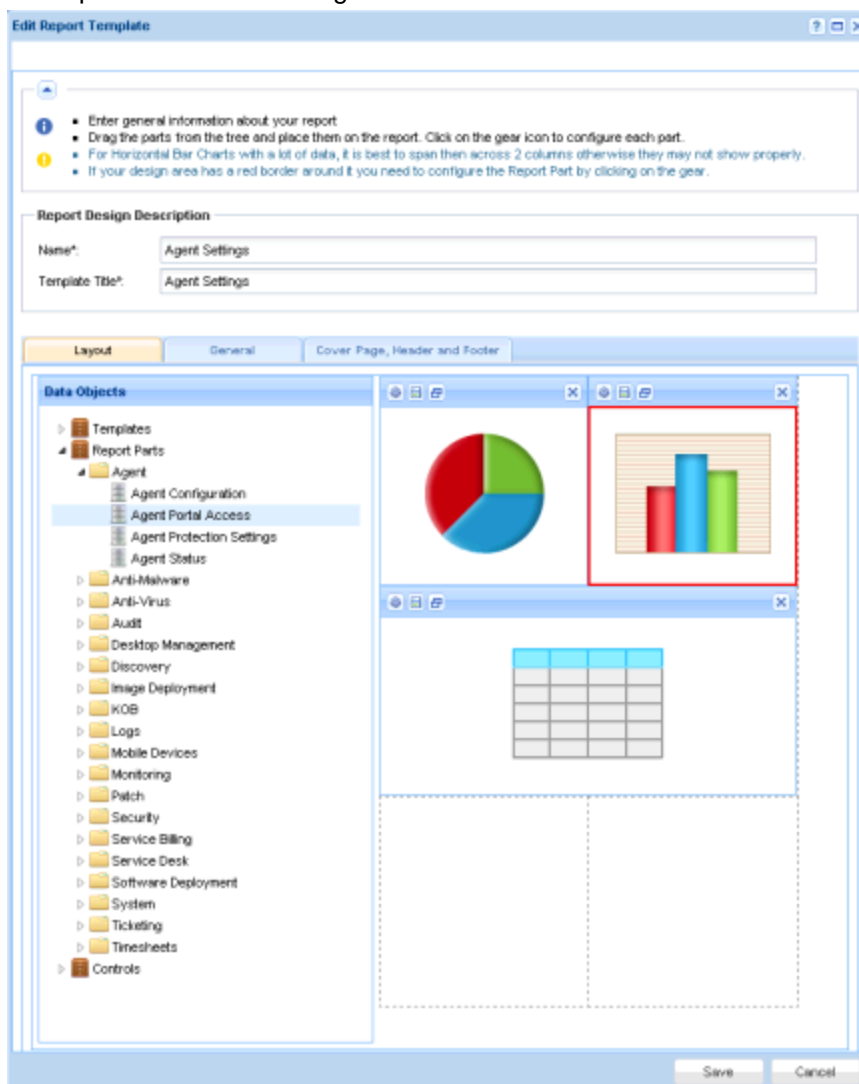 Edit Report Template
Enter general information about your report
Drag the parts from the tree and place them on the report. Click on the gear icon to configure each part.
For Horizontal Bar Charts with a lot of data, it is best to span then across 2 columns otherwise they may not show properly.
If your design area has a red border around it you need to configure the Report Part by clicking on the gear.
Report Design Description
Name*: Agent Settings
Template Title*: Agent Settings
Layout General Cover Page, Header and Footer
Data Objects
Templates
Report Parts
Agent
Agent Configuration
Agent Portal Access
Agent Protection Settings
Agent Status
Anti-Malware
Anti-Virus
Audit
Desktop Management
Discovery
Image Deployment
KOB
Logs
Mobile Devices
Monitoring
Patch
Security
Service Billing
Service Desk
Software Deployment
System
Ticketing
Timesheets
Controls
Save Cancel